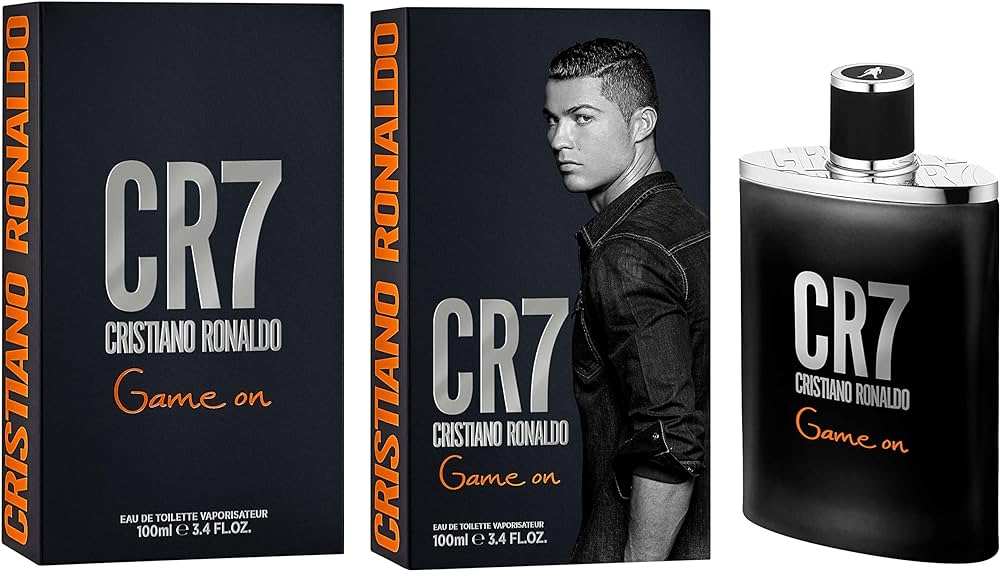 CRISTIANO RONALDO
CR7
CRISTIANO RONALDO
Game on
EAU DE TOILETTE VAPORISATEUR
100ml e 3.4 FL.OZ.
CRISTIANO RONALDO
CR7
CRISTIANO RONALDO
Game on
EAU DE TOILETTE VAPORISATEUR
100ml e 3.4 FL.OZ.
CR7
CRISTIANO RONALDO
Game on